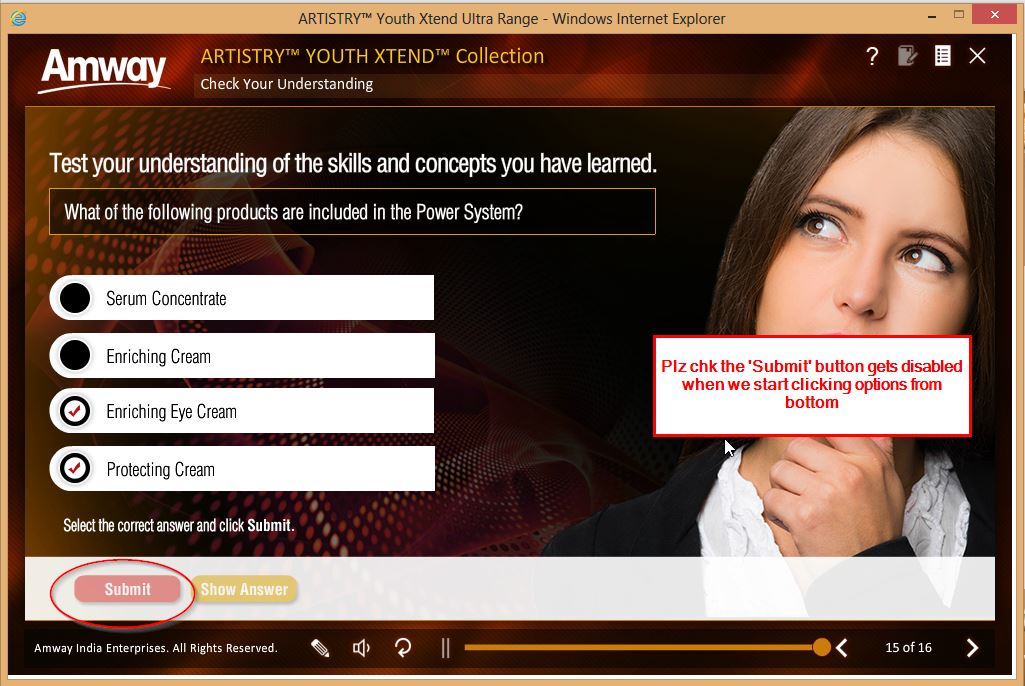 ARTISTRY™ Youth Xtend Ultra Range - Windows Internet Explorer
Amway
ARTISTRY™ YOUTH XTEND™ Collection
?
Check Your Understanding
Test your understanding of the skills and concepts you have learned.
What of the following products are included in the Power System?
Serum Concentrate
Enriching Cream
Enriching Eye Cream
Protecting Cream
Plz chk the 'Submit' button gets disabled
when we start clicking options from
bottom
Select the correct answer and click Submit.
Submit
Show Answer
Amway India Enterprises. All Rights Reserved.
15 of 16